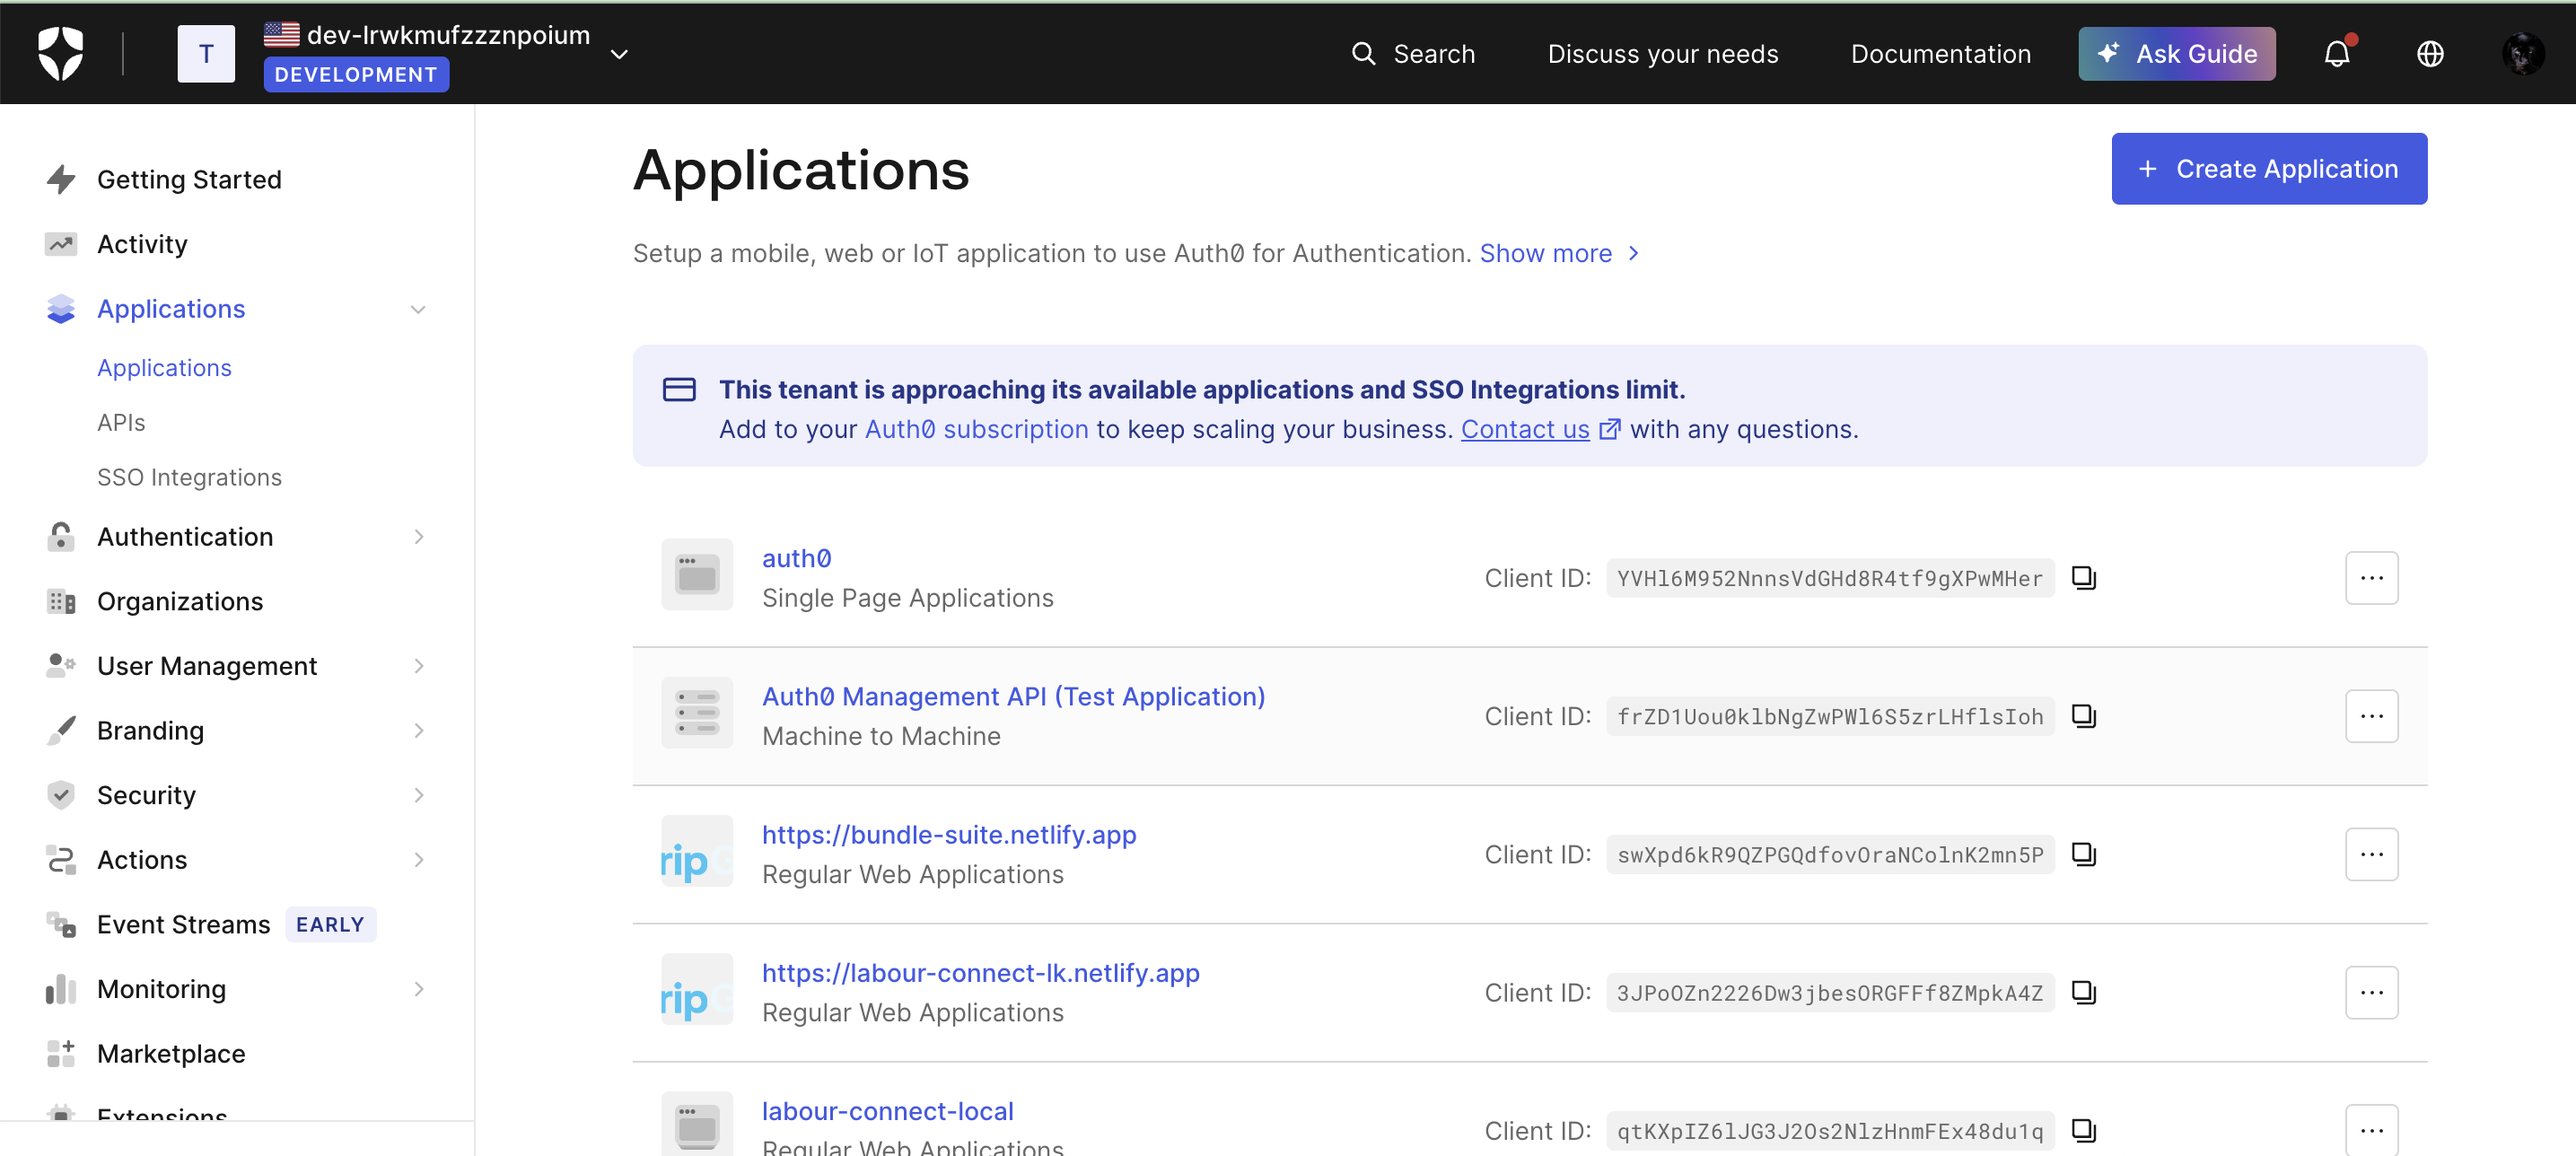 T
dev-lrwkmufzzznpoium
DEVELOPMENT
Search
Discuss your needs
Documentation
Ask Guide
Getting Started
Activity
Applications
Applications
APIs
SSO Integrations
Authentication
Organizations
User Management
Branding
Security
Actions
Event Streams EARLY
Monitoring
Marketplace
Extensions
Applications
+ Create Application
Setup a mobile, web or IoT application to use Auth0 for Authentication. Show more
This tenant is approaching its available applications and SSO Integrations limit.
Add to your Auth0 subscription to keep scaling your business. Contact us with any questions.
auth0
Single Page Applications
Client ID: YVHl6M952NnnsVdGHd8R4tf9gXPwMHer
Auth0 Management API (Test Application)
Machine to Machine
Client ID: frZD1Uou0klbNgZwPWl6S5zrLHflsIoh
rip
https://bundle-suite.netlify.app
Regular Web Applications
Client ID: swXpd6kR9QZPGQdfovOraNColnK2mn5P
rip
https://labour-connect-lk.netlify.app
Regular Web Applications
Client ID: 3JPoOZn2226Dw3jbesORGFFf8ZMpkA4Z
labour-connect-local
Regular Web Applications
Client ID: qtKXpIZ6lJG3J2Os2NlzHnmFEx48du1q